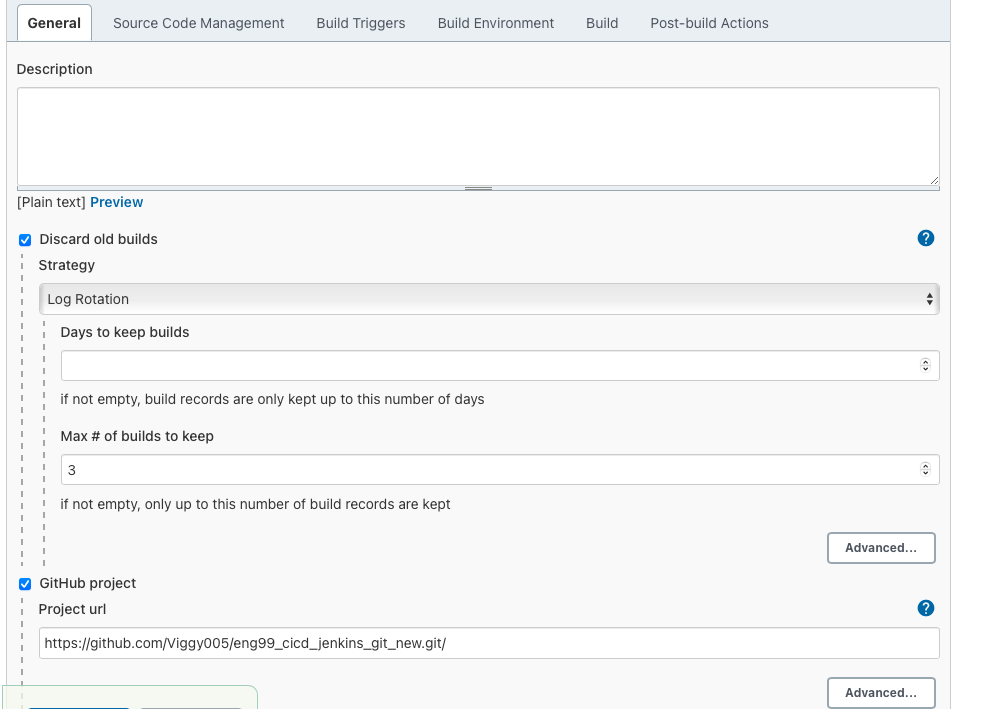 General Source Code Management Build Triggers Build Environment Build Post-build Actions
Description
[Plain text] Preview
Discard old builds ?
Strategy
Log Rotation
Days to keep builds
if not empty, build records are only kept up to this number of days
Max # of builds to keep
3
if not empty, only up to this number of build records are kept
Advanced...
GitHub project
Project url ?
https://github.com/Viggy005/eng99_cicd_jenkins_git_new.git/
Advanced...